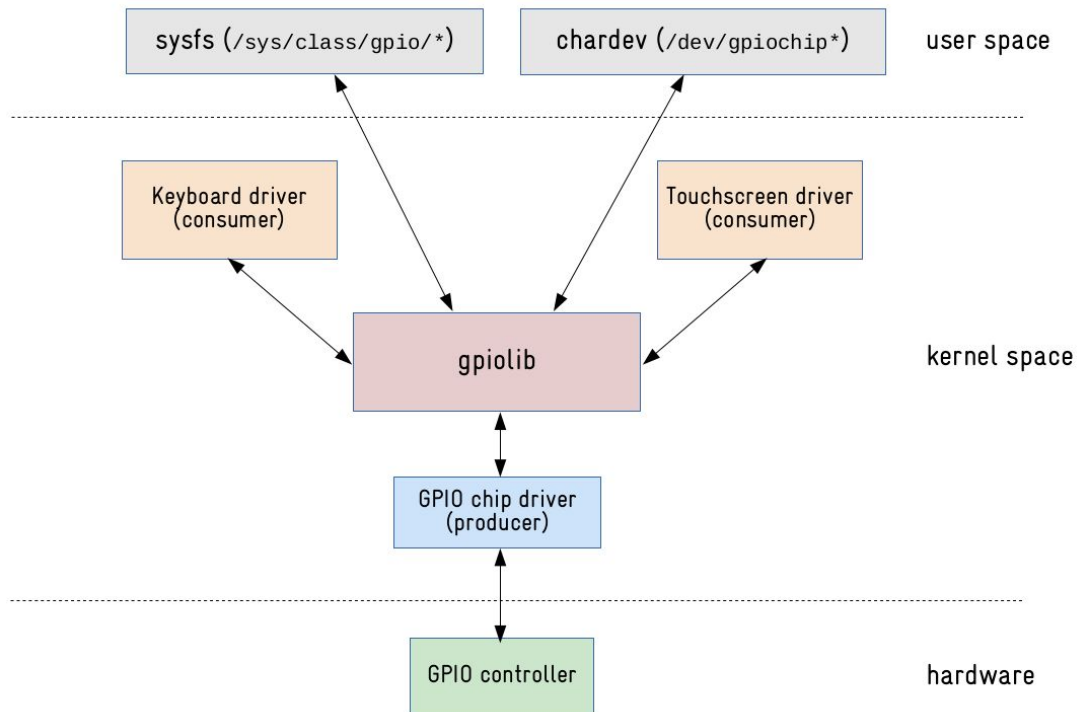 sysfs (/sys/class/gpio/*)
chardev (/dev/gpiochip*)
user space
Keyboard driver
(consumer)
Touchscreen driver
(consumer)
gpiolib
kernel space
GPIO chip driver
(producer)
GPIO controller
hardware